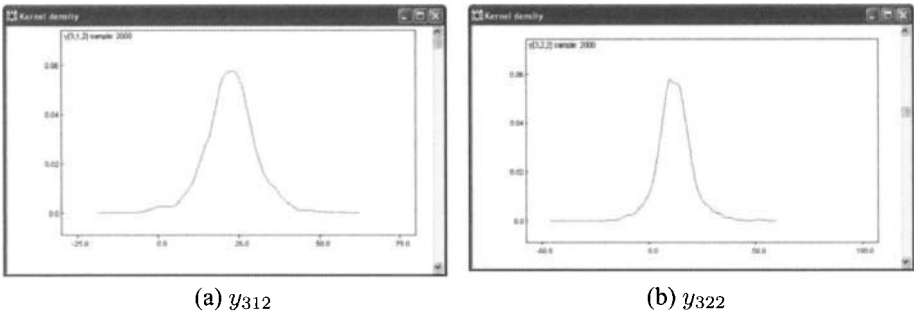 Kernel density
y[3,1,2] sample: 2000
0.06
0.04
0.02
0.0
-25.0 0.0 25.0 50.0 75.0
(a) y312
Kernel density
y[3,2,2] sample: 2000
0.06
0.04
0.02
0.0
-50.0 0.0 50.0 100.0
(b) y322